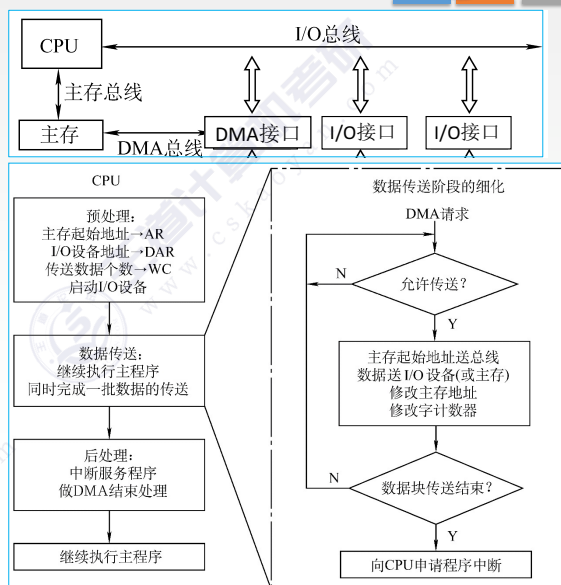 CPU
I/O总线
主存总线
主存
DMA总线
DMA接口
I/O接口
I/O接口
CPU
预处理:
主存起始地址→AR
I/O设备地址→DAR
传送数据个数→WC
启动I/O设备
数据传送:
继续执行主程序
同时完成一批数据的传送
后处理:
中断服务程序
做DMA结束处理
继续执行主程序
数据传送阶段的细化
DMA请求
允许传送?
N
Y
主存起始地址送总线
数据送I/O设备(或主存)
修改主存地址
修改字计数器
数据块传送结束?
N
Y
向CPU申请程序中断
王道计算机考研